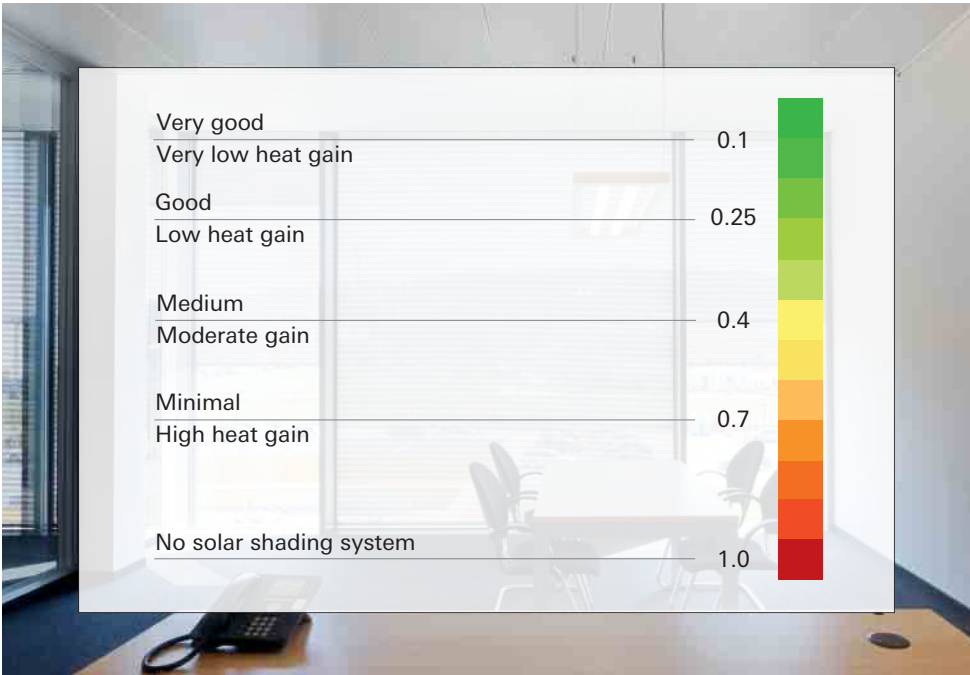 Very good
0.1
Very low heat gain
Good
0.25
Low heat gain
Medium
0.4
Moderate gain
Minimal
0.7
High heat gain
No solar shading system
1.0